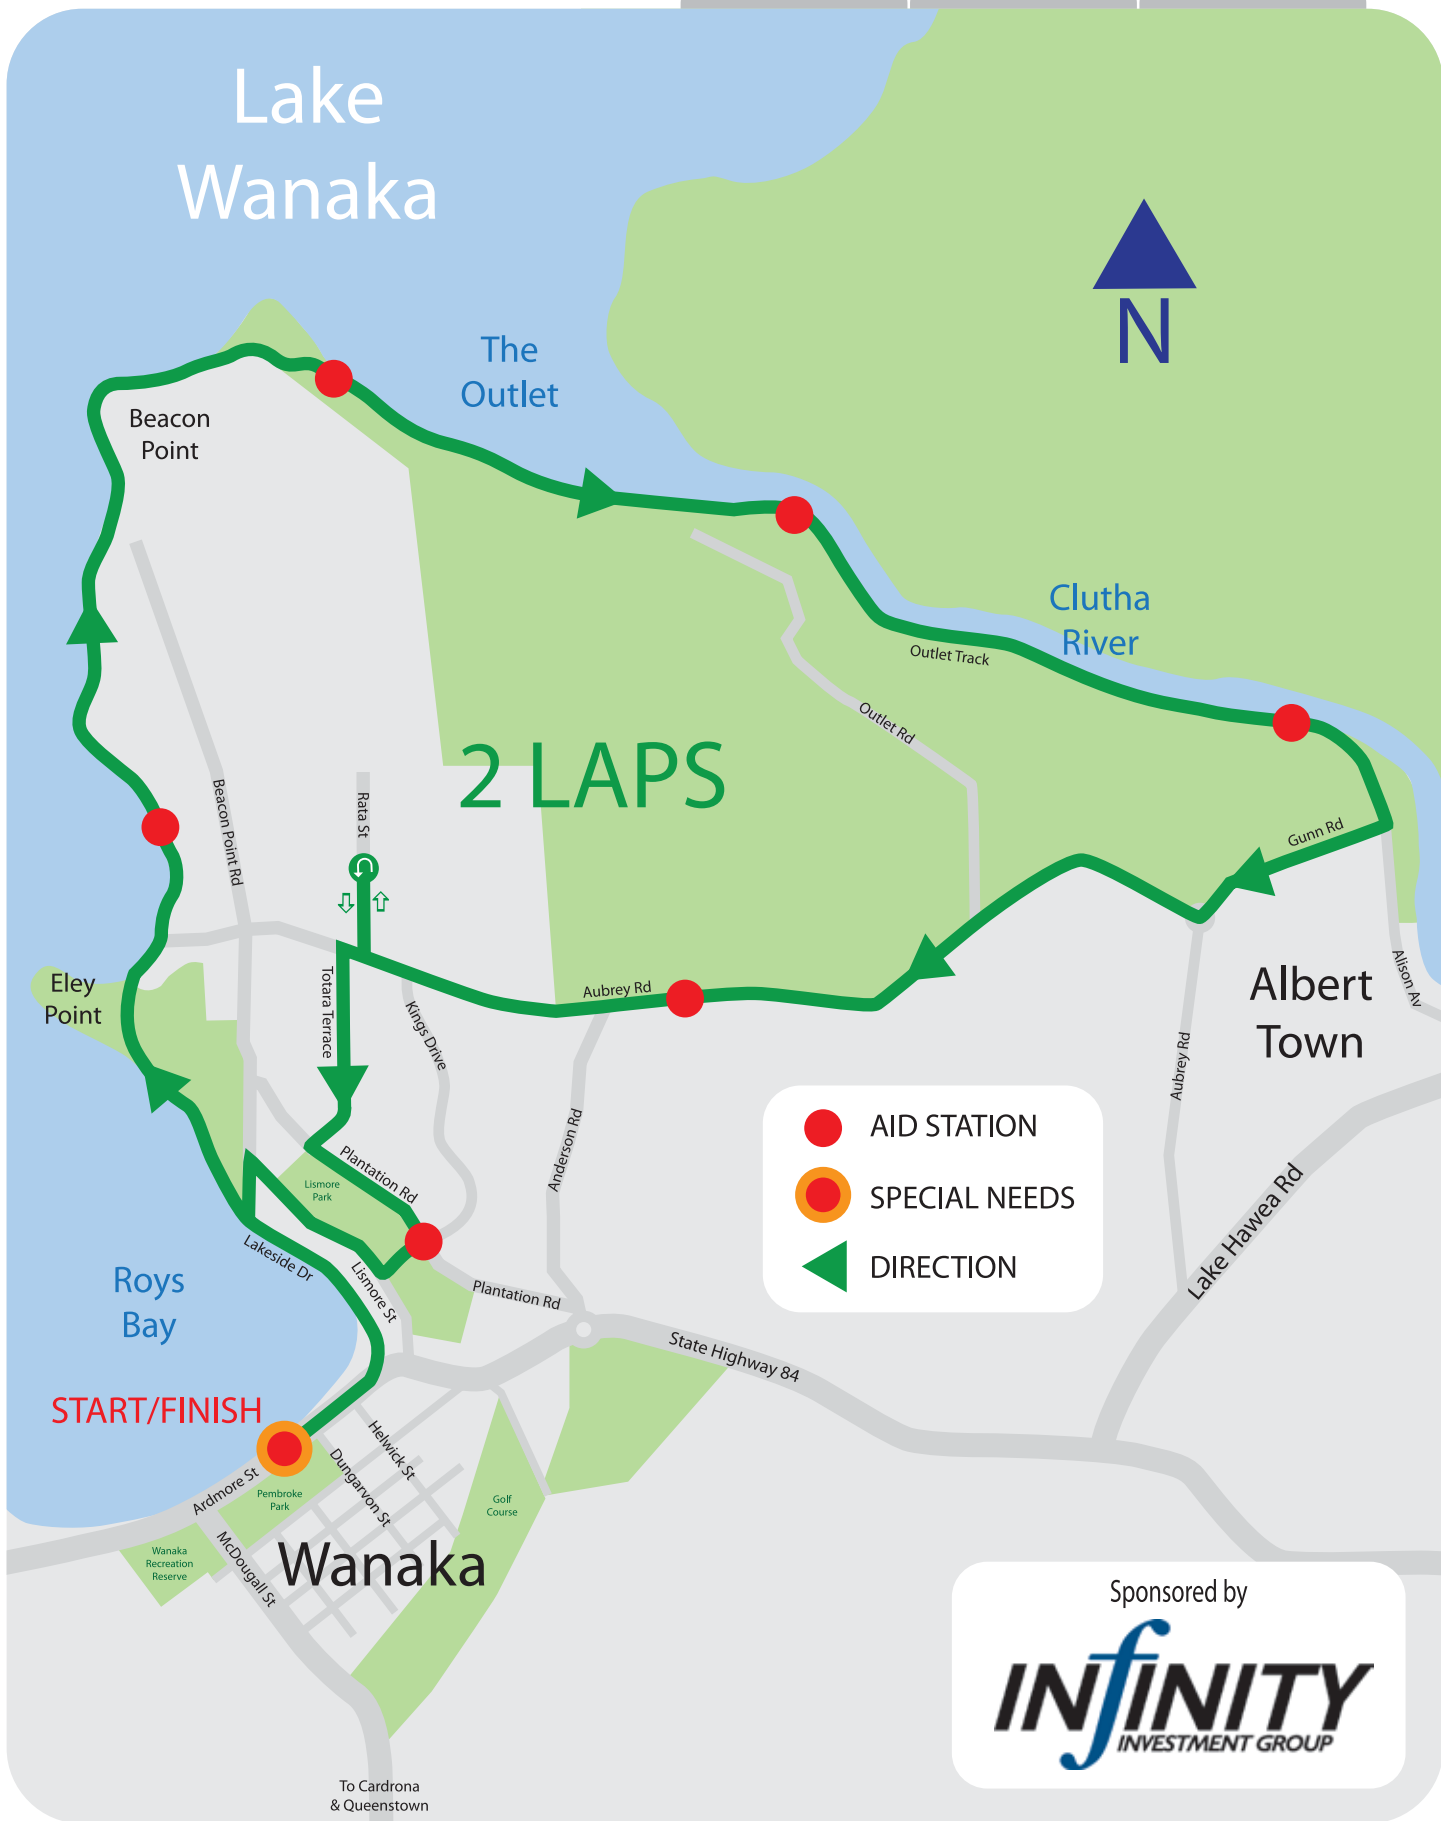 Lake
Wanaka
N
The
Outlet
Beacon
Point
Clutha
River
Outlet Track
Outlet Rd
2 LAPS
Beacon Point Rd
Rata St
Gunn Rd
Eley
Point
Totara Terrace
Kings Drive
Aubrey Rd
Albert
Town
Alison Av
Aubrey Rd
Anderson Rd
Plantation Rd
Lismore
Park
AID STATION
SPECIAL NEEDS
DIRECTION
Lake Hawea Rd
Lakeside Dr
Lismore St
Roys
Bay
Plantation Rd
State Highway 84
START/FINISH
Ardmore St
Pembroke
Park
Helwick St
Dungarvon St
Golf
Course
Wanaka
Recreation
Reserve
McDougall St
Wanaka
Sponsored by
INfINITY
INVESTMENT GROUP
To Cardrona
& Queenstown